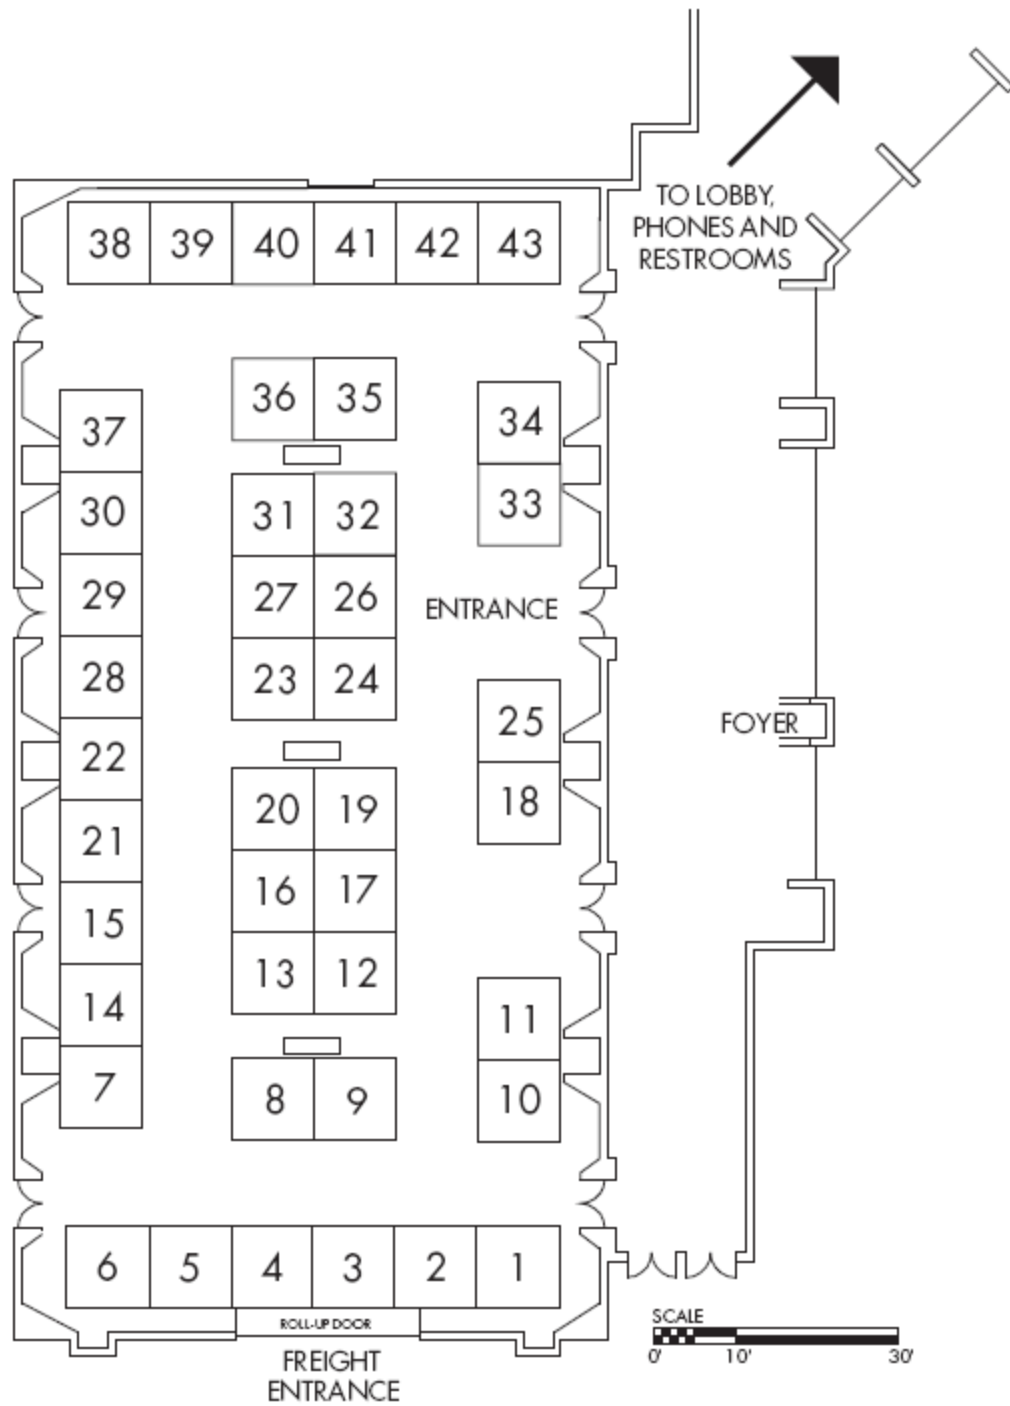 TO LOBBY,
PHONES AND
RESTROOMS
38 39 40 41 42 43
36 35
34
37
33
30
31 32
29
27 26
ENTRANCE
28
23 24
25
FOYER
22
18
20 19
21
16 17
15
13 12
14
11
7
8 9
10
6 5 4 3 2 1
ROLL-UP DOOR
FREIGHT
ENTRANCE
SCALE
0' 10' 30'